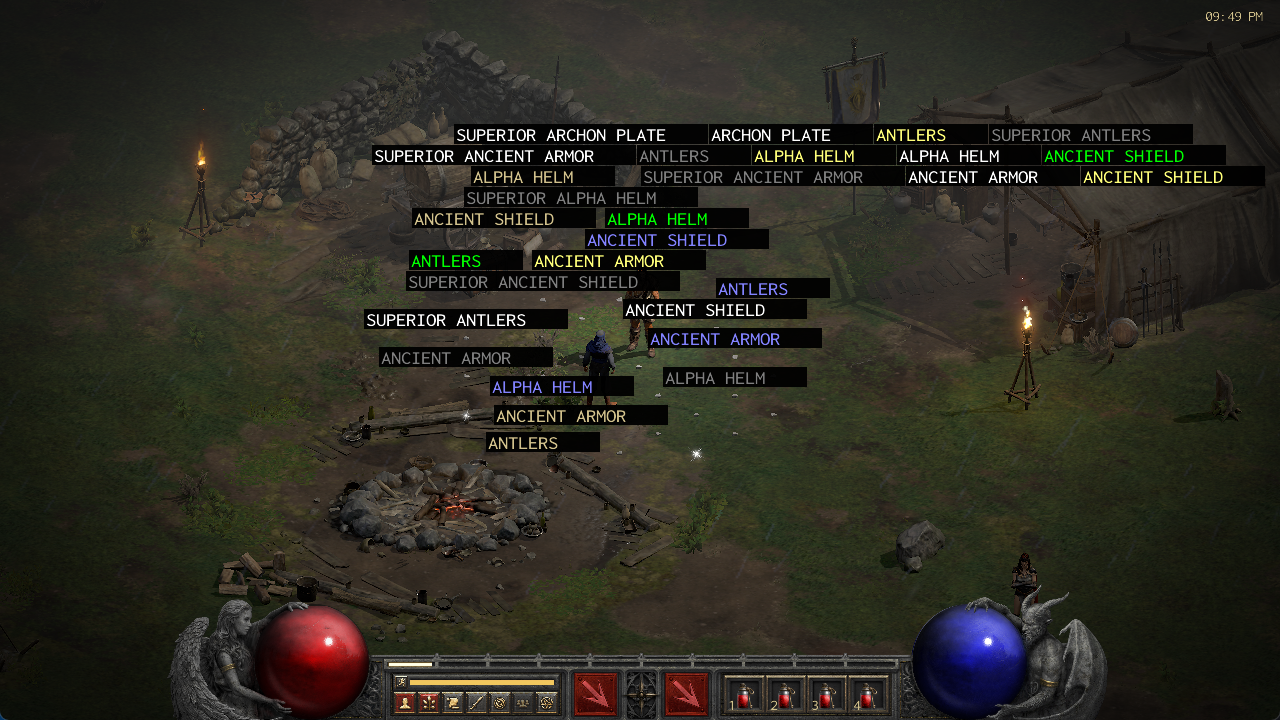 09:49 PM
SUPERIOR ARCHON PLATE ARCHON PLATE ANTLERS SUPERIOR ANTLERS
SUPERIOR ANCIENT ARMOR ANTLERS ALPHA HELM ALPHA HELM ANCIENT SHIELD
ALPHA HELM SUPERIOR ANCIENT ARMOR ANCIENT ARMOR ANCIENT SHIELD
SUPERIOR ALPHA HELM
ANCIENT SHIELD ALPHA HELM
ANCIENT SHIELD
ANTLERS ANCIENT ARMOR
SUPERIOR ANCIENT SHIELD
ANTLERS
ANCIENT SHIELD
SUPERIOR ANTLERS
ANCIENT ARMOR
ANCIENT ARMOR
ALPHA HELM
ALPHA HELM
ANCIENT ARMOR
ANTLERS
1 2 3 4